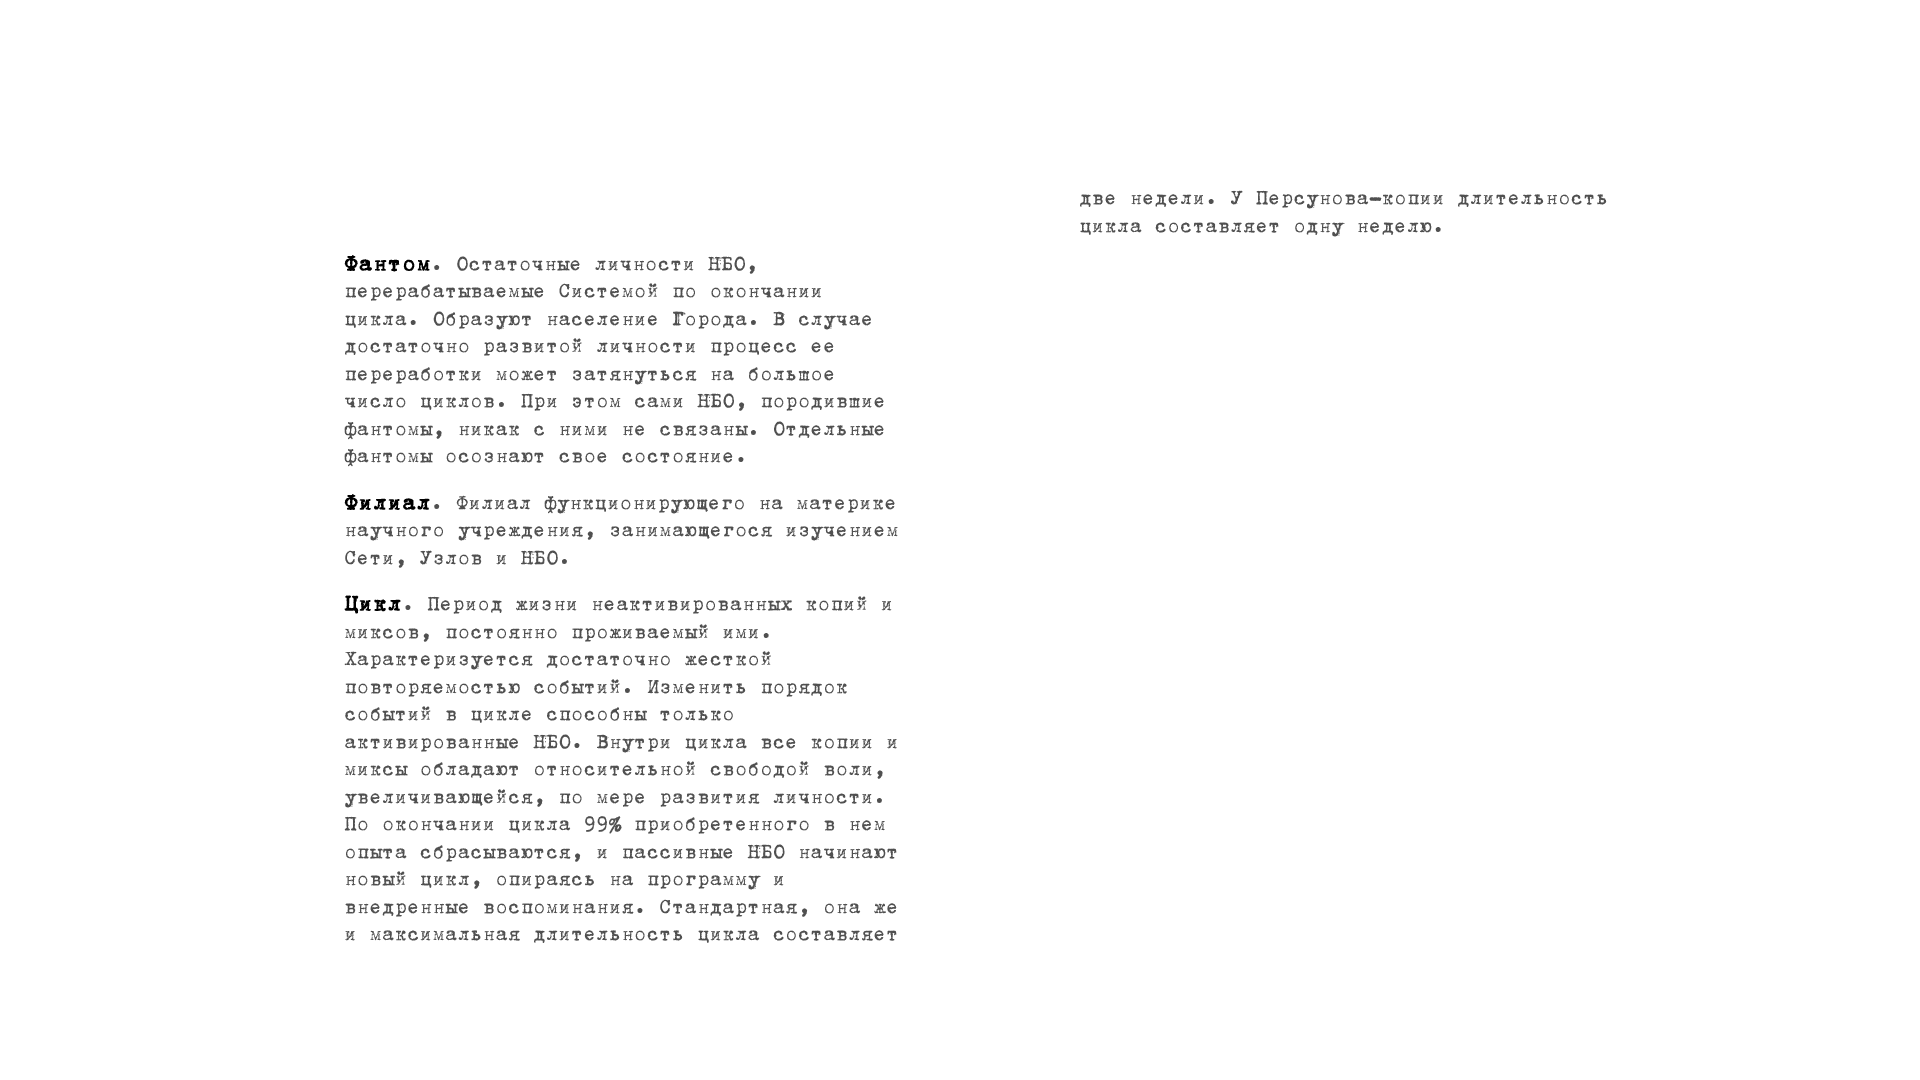 Фантом. Остаточные личности НБО,
перерабатываемые Системой по окончании
цикла. Образуют население Города. В случае
достаточно развитой личности процесс ее
переработки может затянуться на большое
число циклов. При этом сами НБО, породившие
фантомы, никак с ними не связаны. Отдельные
фантомы осознают свое состояние.
Филиал. Филиал функционирующего на материке
научного учреждения, занимающегося изучением
Сети, Узлов и НБО.
Цикл. Период жизни неактивированных копий и
миксов, постоянно проживаемый ими.
Характеризуется достаточно жесткой
повторяемостью событий. Изменить порядок
событий в цикле способны только
активированные НБО. Внутри цикла все копии и
миксы обладают относительной свободой воли,
увеличивающейся, по мере развития личности.
По окончании цикла 99% приобретенного в нем
опыта сбрасываются, и пассивные НБО начинают
новый цикл, опираясь на программу и
внедренные воспоминания. Стандартная, она же
и максимальная длительность цикла составляет
две недели. У Персунова-копии длительность
цикла составляет одну неделю.